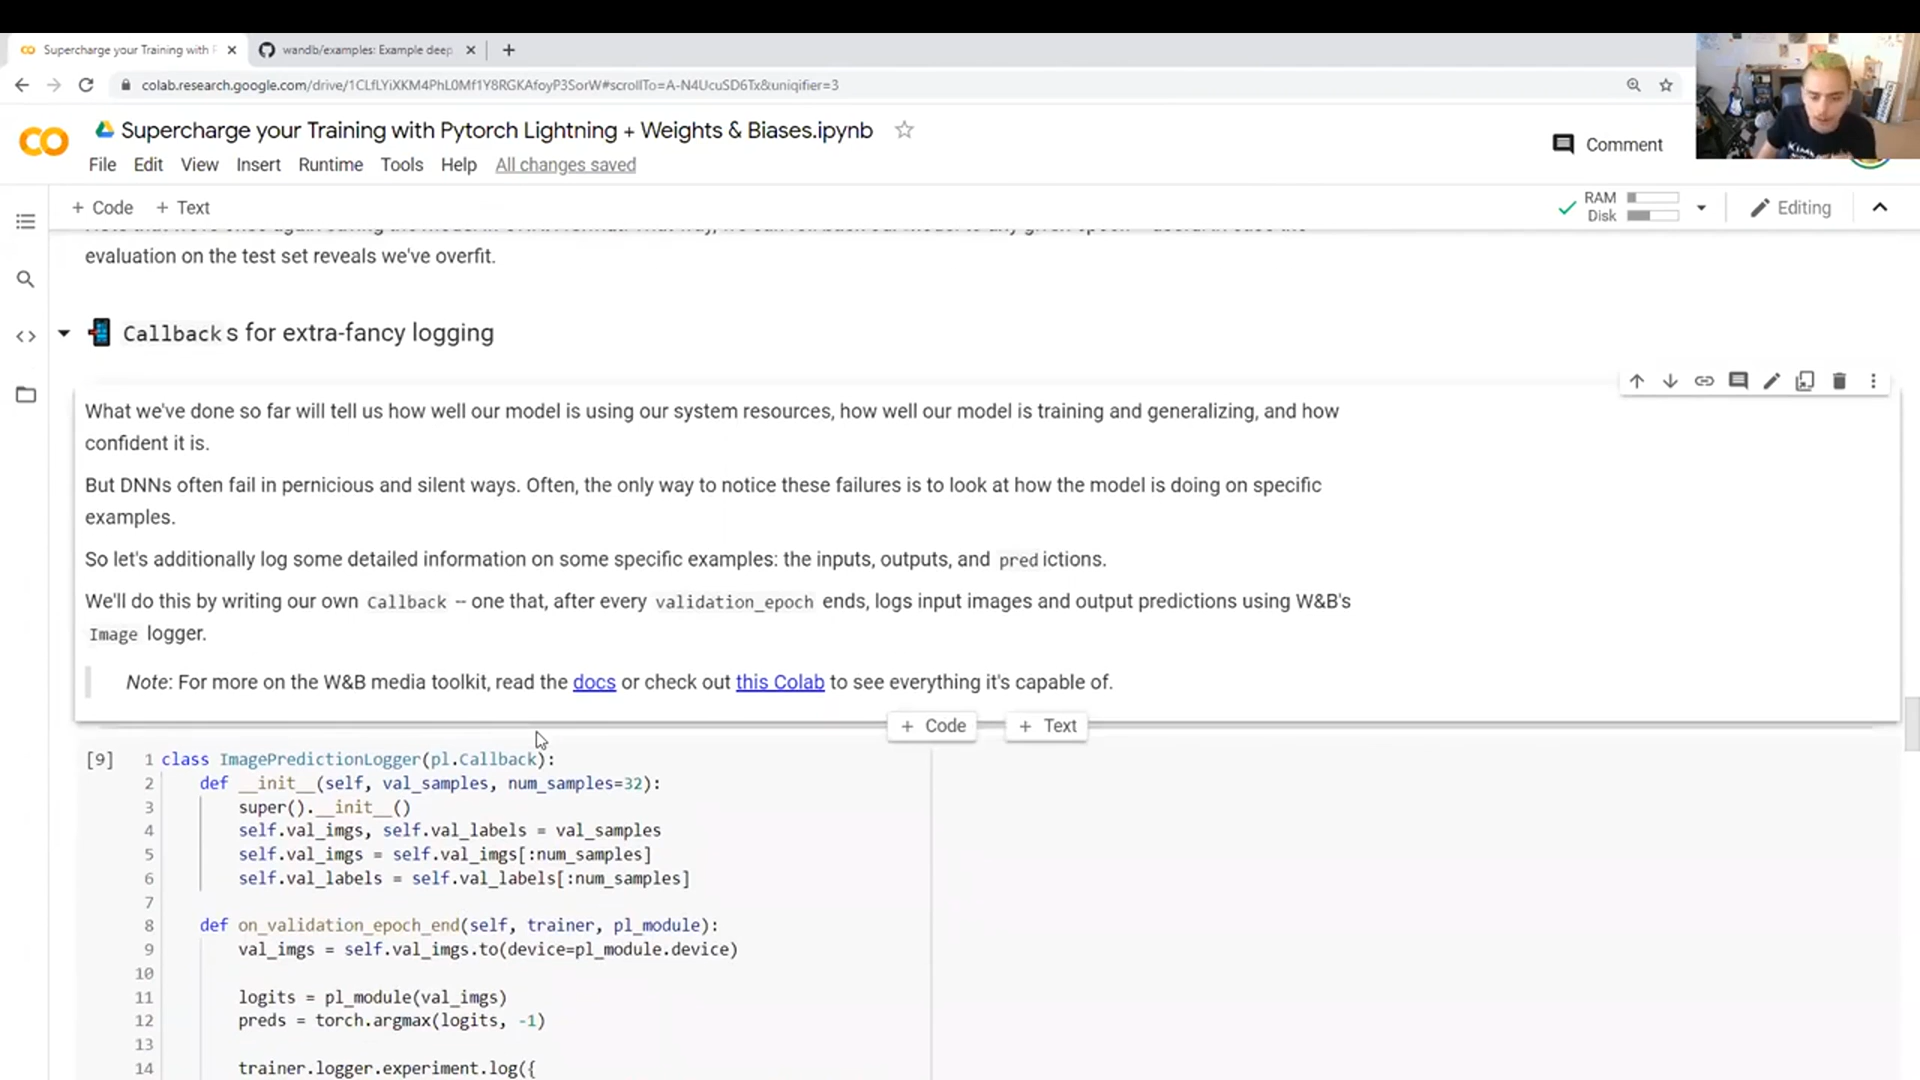 Supercharge your Training with P
wandb/examples: Example deep
colab.research.google.com/drive/1CLfLYiXKM4PhL0Mf1Y8RGKAfoyP3SorW#scrollTo=A-N4UcuSD6Tx&uniqifier=3
Supercharge your Training with Pytorch Lightning + Weights & Biases.ipynb
Comment
File Edit View Insert Runtime Tools Help All changes saved
+ Code + Text
RAM
Disk
Editing
evaluation on the test set reveals we've overfit.
Callbacks for extra-fancy logging
What we've done so far will tell us how well our model is using our system resources, how well our model is training and generalizing, and how
confident it is.
But DNNs often fail in pernicious and silent ways. Often, the only way to notice these failures is to look at how the model is doing on specific
examples.
So let's additionally log some detailed information on some specific examples: the inputs, outputs, and predictions.
We'll do this by writing our own Callback -- one that, after every validation_epoch ends, logs input images and output predictions using W&B's
Image logger.
Note: For more on the W&B media toolkit, read the docs or check out this Colab to see everything it's capable of.
+ Code + Text
[9] 1 class ImagePredictionLogger(pl.Callback):
2 def __init__(self, val_samples, num_samples=32):
3 super().__init__()
4 self.val_imgs, self.val_labels = val_samples
5 self.val_imgs = self.val_imgs[:num_samples]
6 self.val_labels = self.val_labels[:num_samples]
7
8 def on_validation_epoch_end(self, trainer, pl_module):
9 val_imgs = self.val_imgs.to(device=pl_module.device)
10
11 logits = pl_module(val_imgs)
12 preds = torch.argmax(logits, -1)
13
14 trainer.logger.experiment.log({